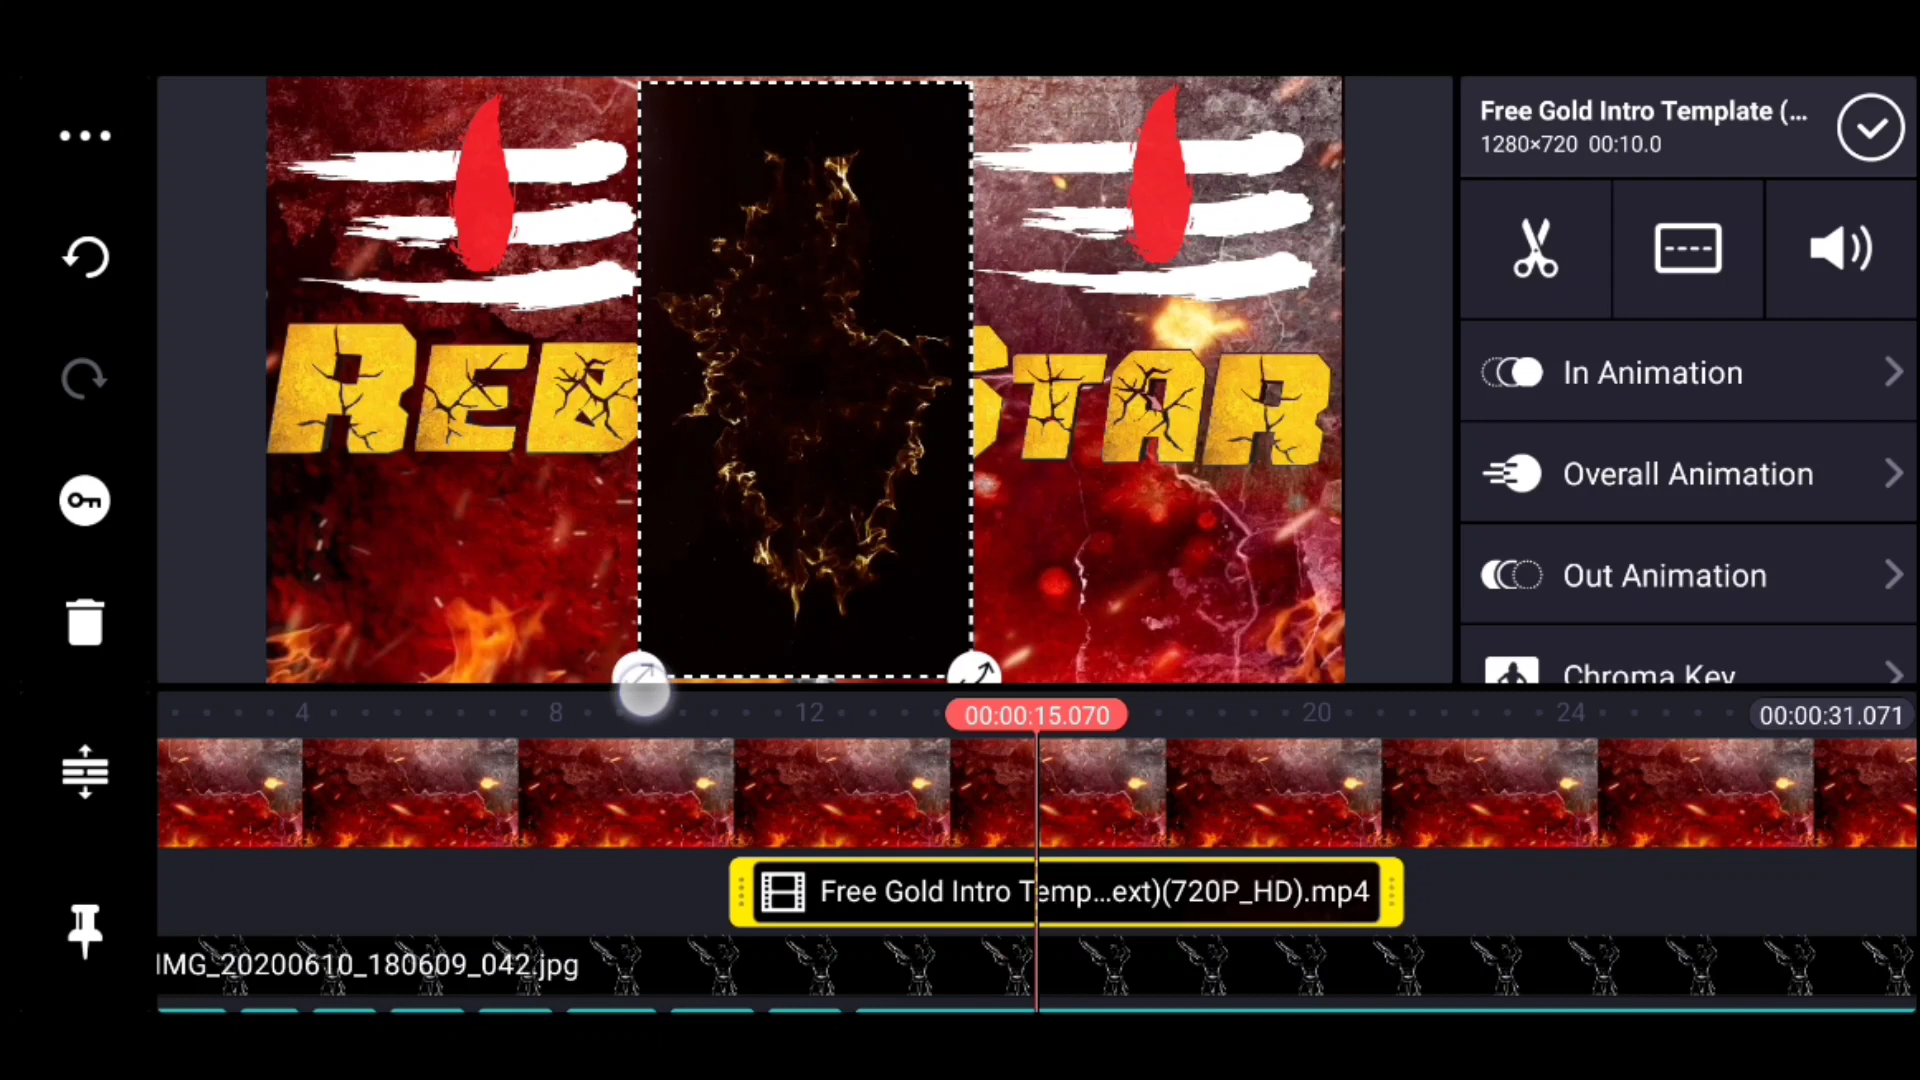 Free Gold Intro Template (...
1280×720 00:10.0
REB
STAR
In Animation
Overall Animation
Out Animation
Chroma Key
4
8
12
00:00:15.070
20
24
00:00:31.071
Free Gold Intro Temp...ext)(720P_HD).mp4
IMG_20200610_180609_042.jpg